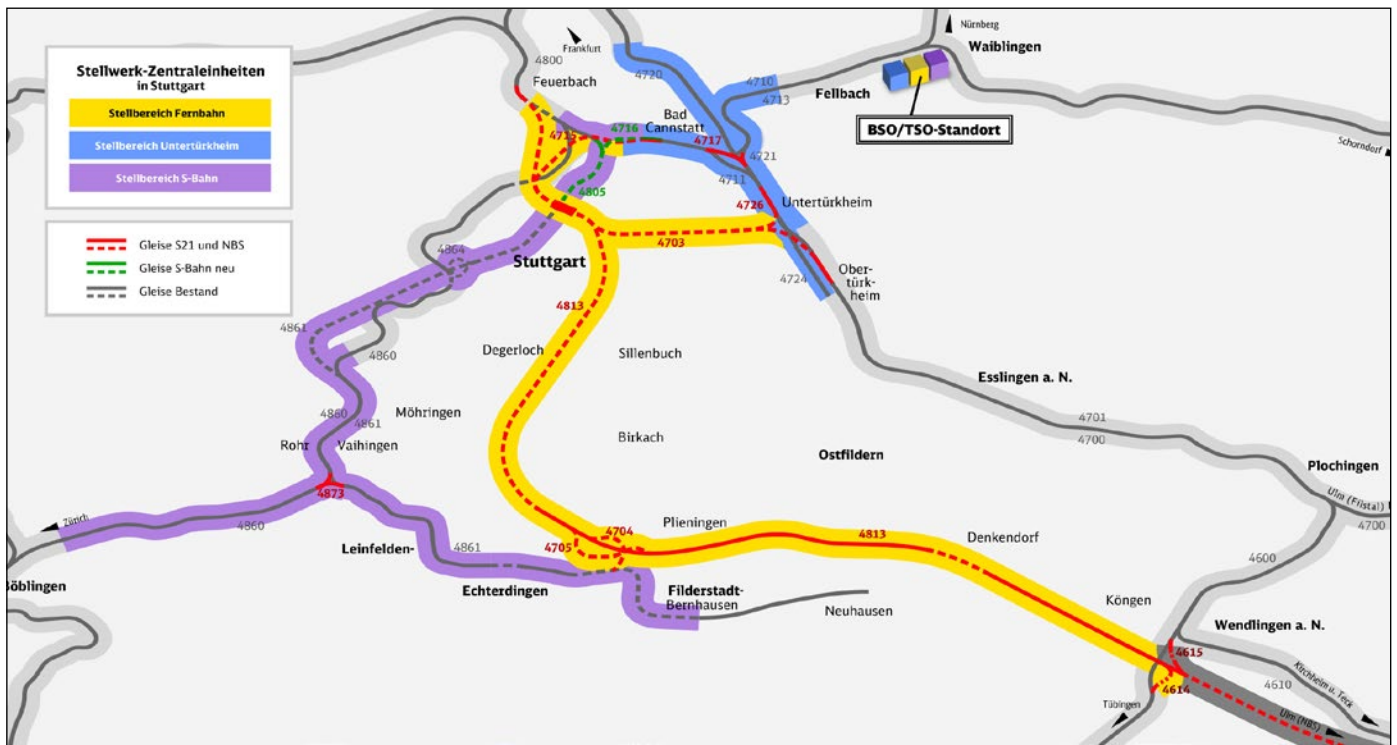 Stellwerk-Zentraleinheiten
in Stuttgart
Stellbereich Fernbahn
Stellbereich Untertürkheim
Stellbereich S-Bahn
Gleise S21 und NBS
Gleise S-Bahn neu
Gleise Bestand
Nürnberg
Waiblingen
Frankfurt
4800
Feuerbach
4720
4710
4713
Fellbach
BSO/TSO-Standort
Schorndorf
4715
4716
Bad
Cannstatt
4717
4721
4711
4805
4726
Untertürkheim
4703
4864
Stuttgart
4724
Ober-
türk-
heim
4813
4861
4860
Degerloch
Sillenbuch
Esslingen a. N.
4860
4861
Möhringen
4701
4700
Rohr
Vaihingen
Birkach
Ostfildern
Plochingen
4873
Ulm (Filstal)
4700
Zürich
4860
4704
Plieningen
4813
Denkendorf
4705
Leinfelden-
4861
4600
Böblingen
Echterdingen
Filderstadt-
Bernhausen
Neuhausen
Köngen
Wendlingen a. N.
4615
Kirchheim u. Teck
4610
4614
Tübingen
Ulm (NBS)